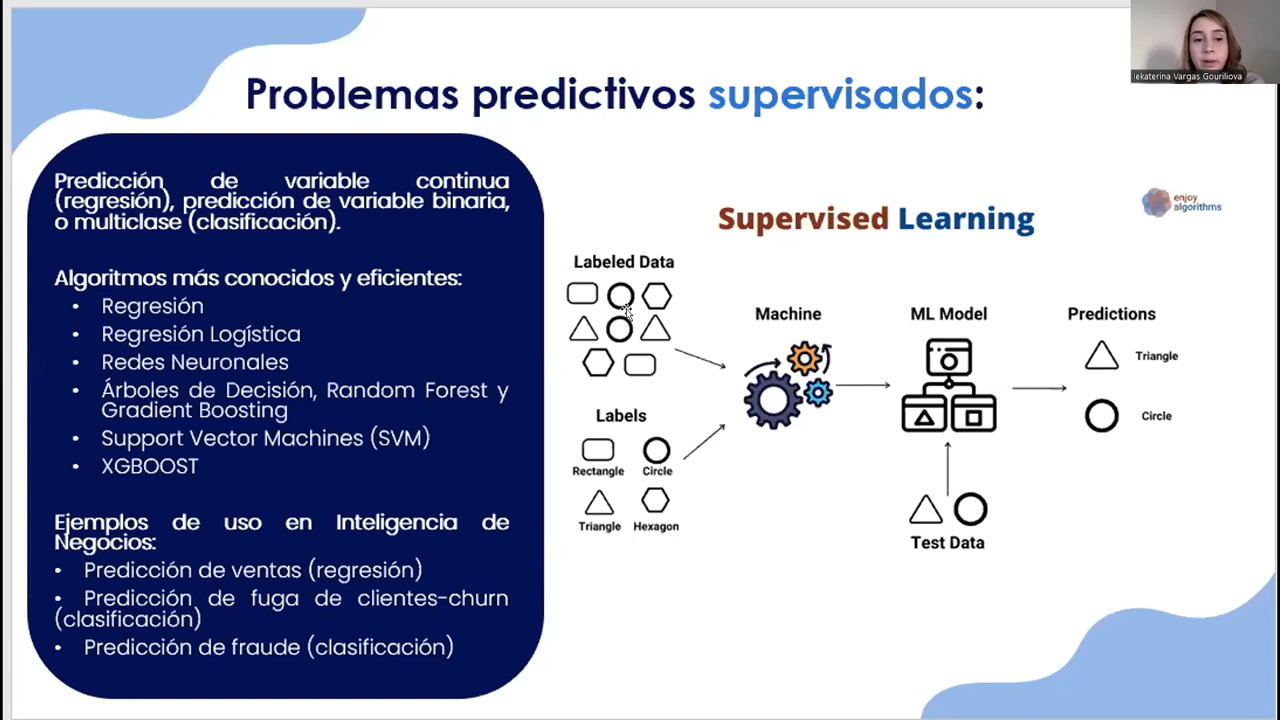 Problemas predictivos supervisados:
Iekaterina Vargas Gouriliova
Predicción de variable continua
(regresión), predicción de variable binaria,
o multiclase (clasificación).
Algoritmos más conocidos y eficientes:
• Regresión
• Regresión Logística
• Redes Neuronales
• Árboles de Decisión, Random Forest y
Gradient Boosting
• Support Vector Machines (SVM)
• XGBOOST
Ejemplos de uso en Inteligencia de
Negocios:
• Predicción de ventas (regresión)
• Predicción de fuga de clientes-churn
(clasificación)
• Predicción de fraude (clasificación)
enjoy
algorithms
Supervised Learning
Labeled Data
Labels
Rectangle
Circle
Triangle
Hexagon
Machine
ML Model
Test Data
Predictions
Triangle
Circle